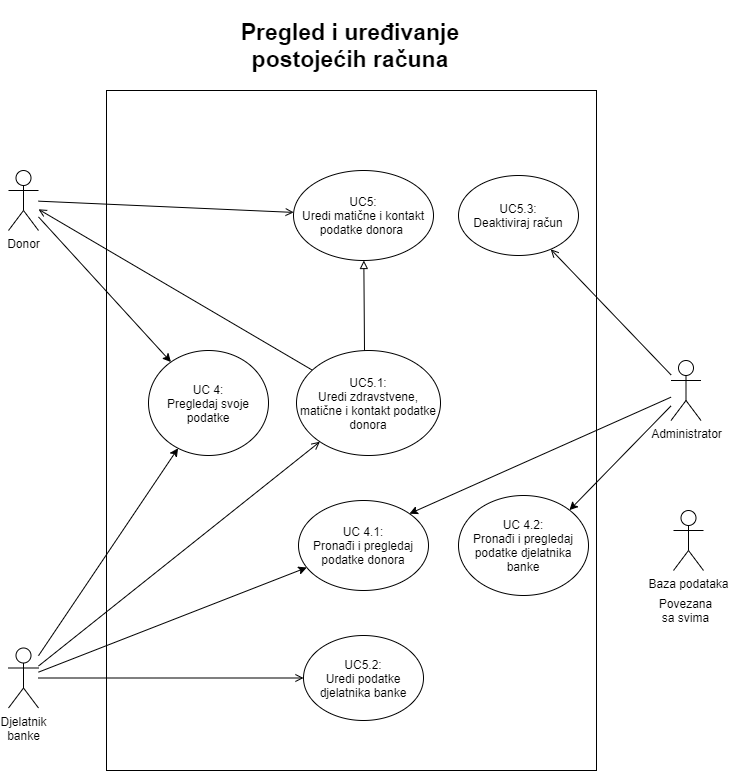 Pregled i uređivanje
postojećih računa
Donor
UC5:
Uredi matične i kontakt
podatke donora
UC5.3:
Deaktiviraj račun
UC 4:
Pregledaj svoje
podatke
UC5.1:
Uredi zdravstvene,
matične i kontakt podatke
donora
Administrator
UC 4.1:
Pronađi i pregledaj
podatke donora
UC 4.2:
Pronađi i pregledaj
podatke djelatnika
banke
Baza podataka
Povezana
sa svima
UC5.2:
Uredi podatke
djelatnika banke
Djelatnik
banke